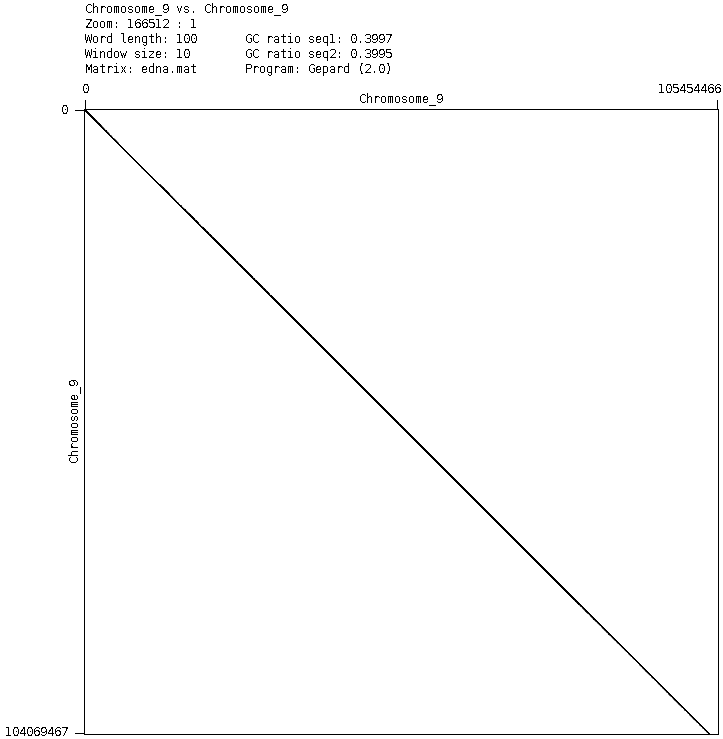 Chromosome_9 vs. Chromosome_9
Zoom: 166512 : 1
Word length: 100 GC ratio seq1: 0.3997
Window size: 10 GC ratio seq2: 0.3995
Matrix: edna.mat Program: Gepard (2.0)
0 105454466
Chromosome_9
0
Chromosome_9
104069467